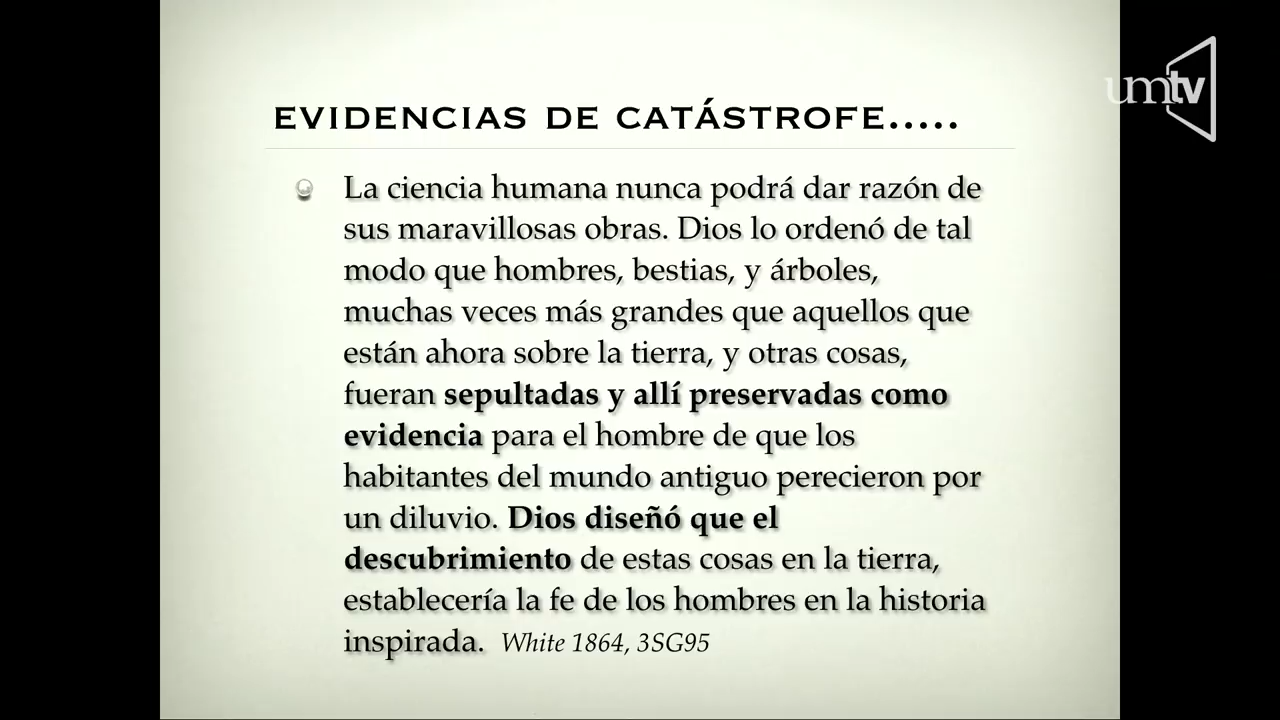 umtv
EVIDENCIAS DE CATÁSTROFE.....
La ciencia humana nunca podrá dar razón de
sus maravillosas obras. Dios lo ordenó de tal
modo que hombres, bestias, y árboles,
muchas veces más grandes que aquellos que
están ahora sobre la tierra, y otras cosas,
fueran sepultadas y allí preservadas como
evidencia para el hombre de que los
habitantes del mundo antiguo perecieron por
un diluvio. Dios diseñó que el
descubrimiento de estas cosas en la tierra,
establecería la fe de los hombres en la historia
inspirada. White 1864, 3SG95